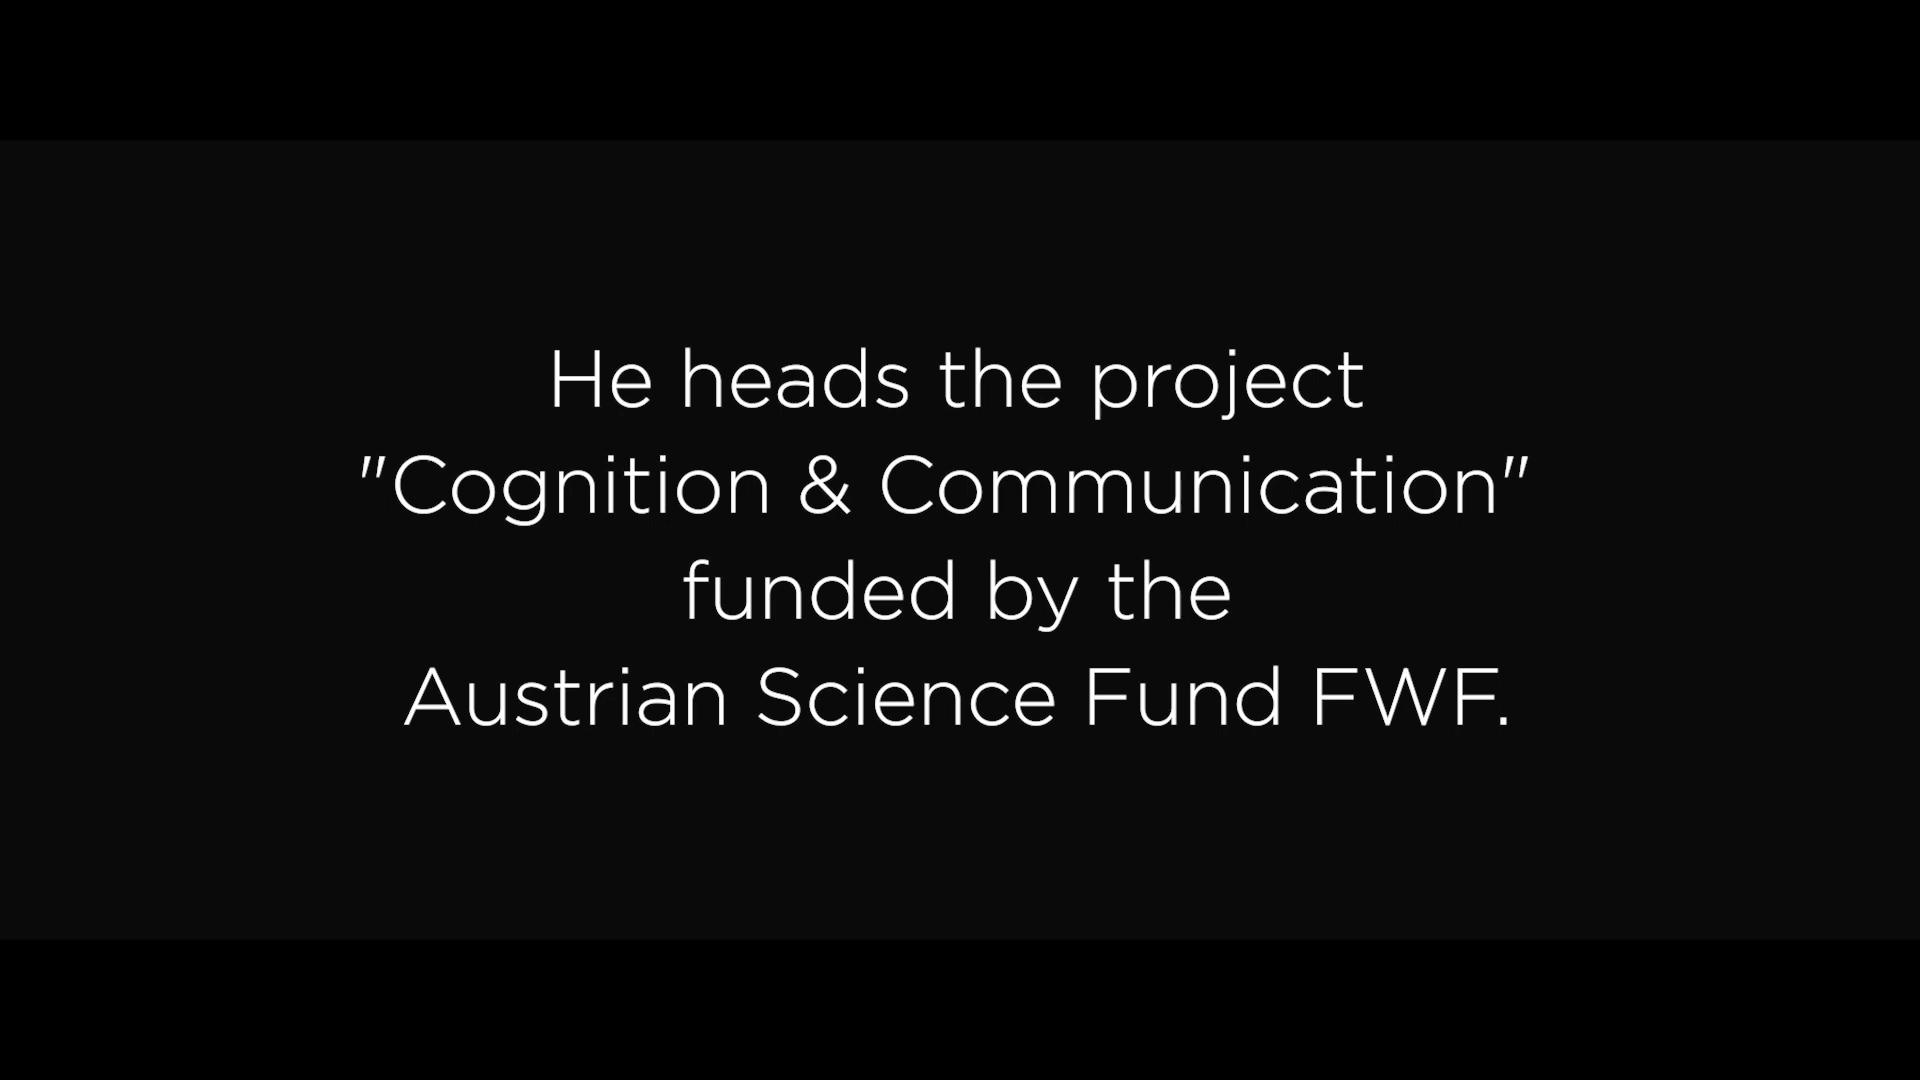 He heads the project
"Cognition & Communication"
funded by the
Austrian Science Fund FWF.